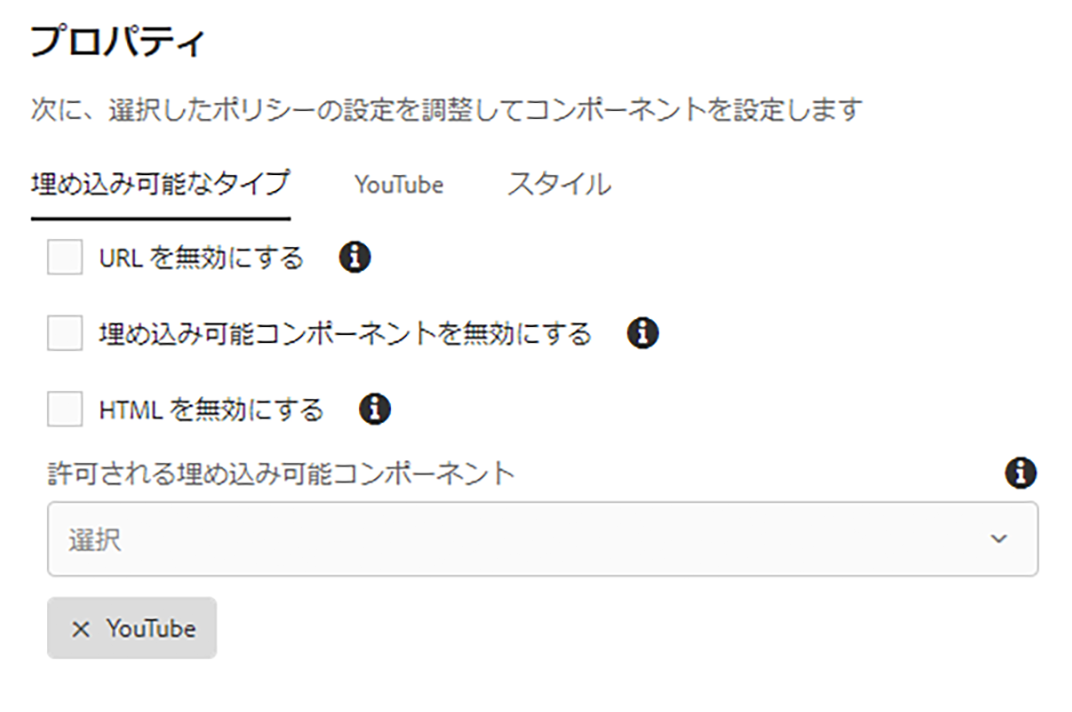 プロパティ
次に、選択したポリシーの設定を調整してコンポーネントを設定します
埋め込み可能なタイプ YouTube スタイル
URL を無効にする
埋め込み可能コンポーネントを無効にする
HTML を無効にする
許可される埋め込み可能コンポーネント
選択
× YouTube